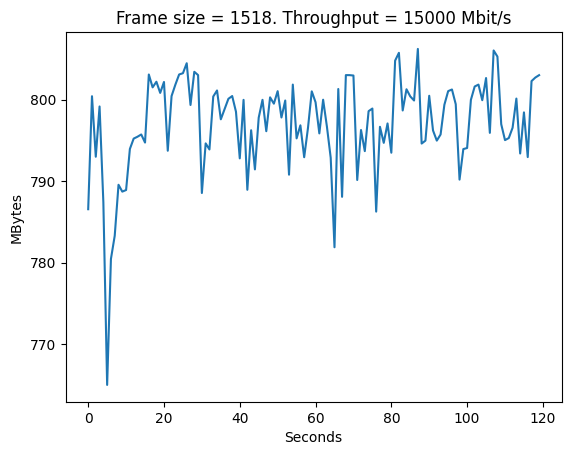 Frame size = 1518. Throughput = 15000 Mbit/s
800
790
780
770
MBytes
0 20 40 60 80 100 120
Seconds